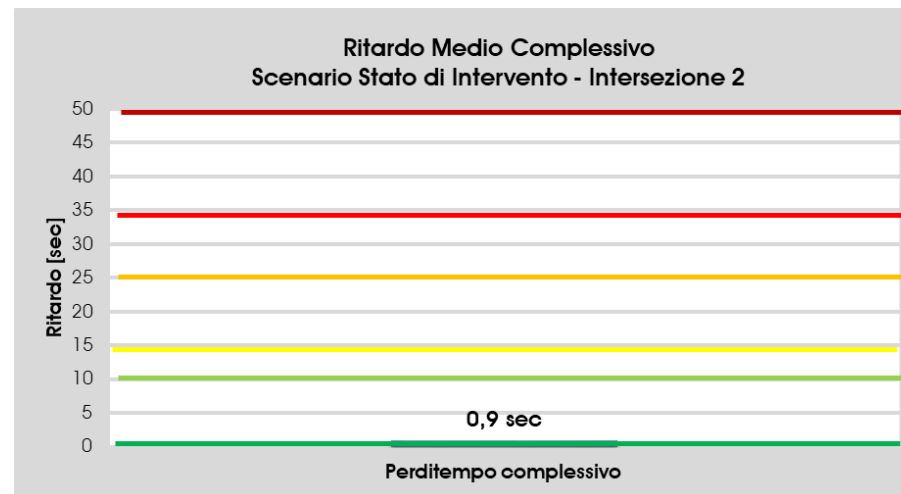 Ritardo Medio Complessivo
Scenario Stato di Intervento - Intersezione 2
50
45
40
35
30
25
20
15
10
5
0
Ritardo [sec]
0,9 sec
Perditempo complessivo